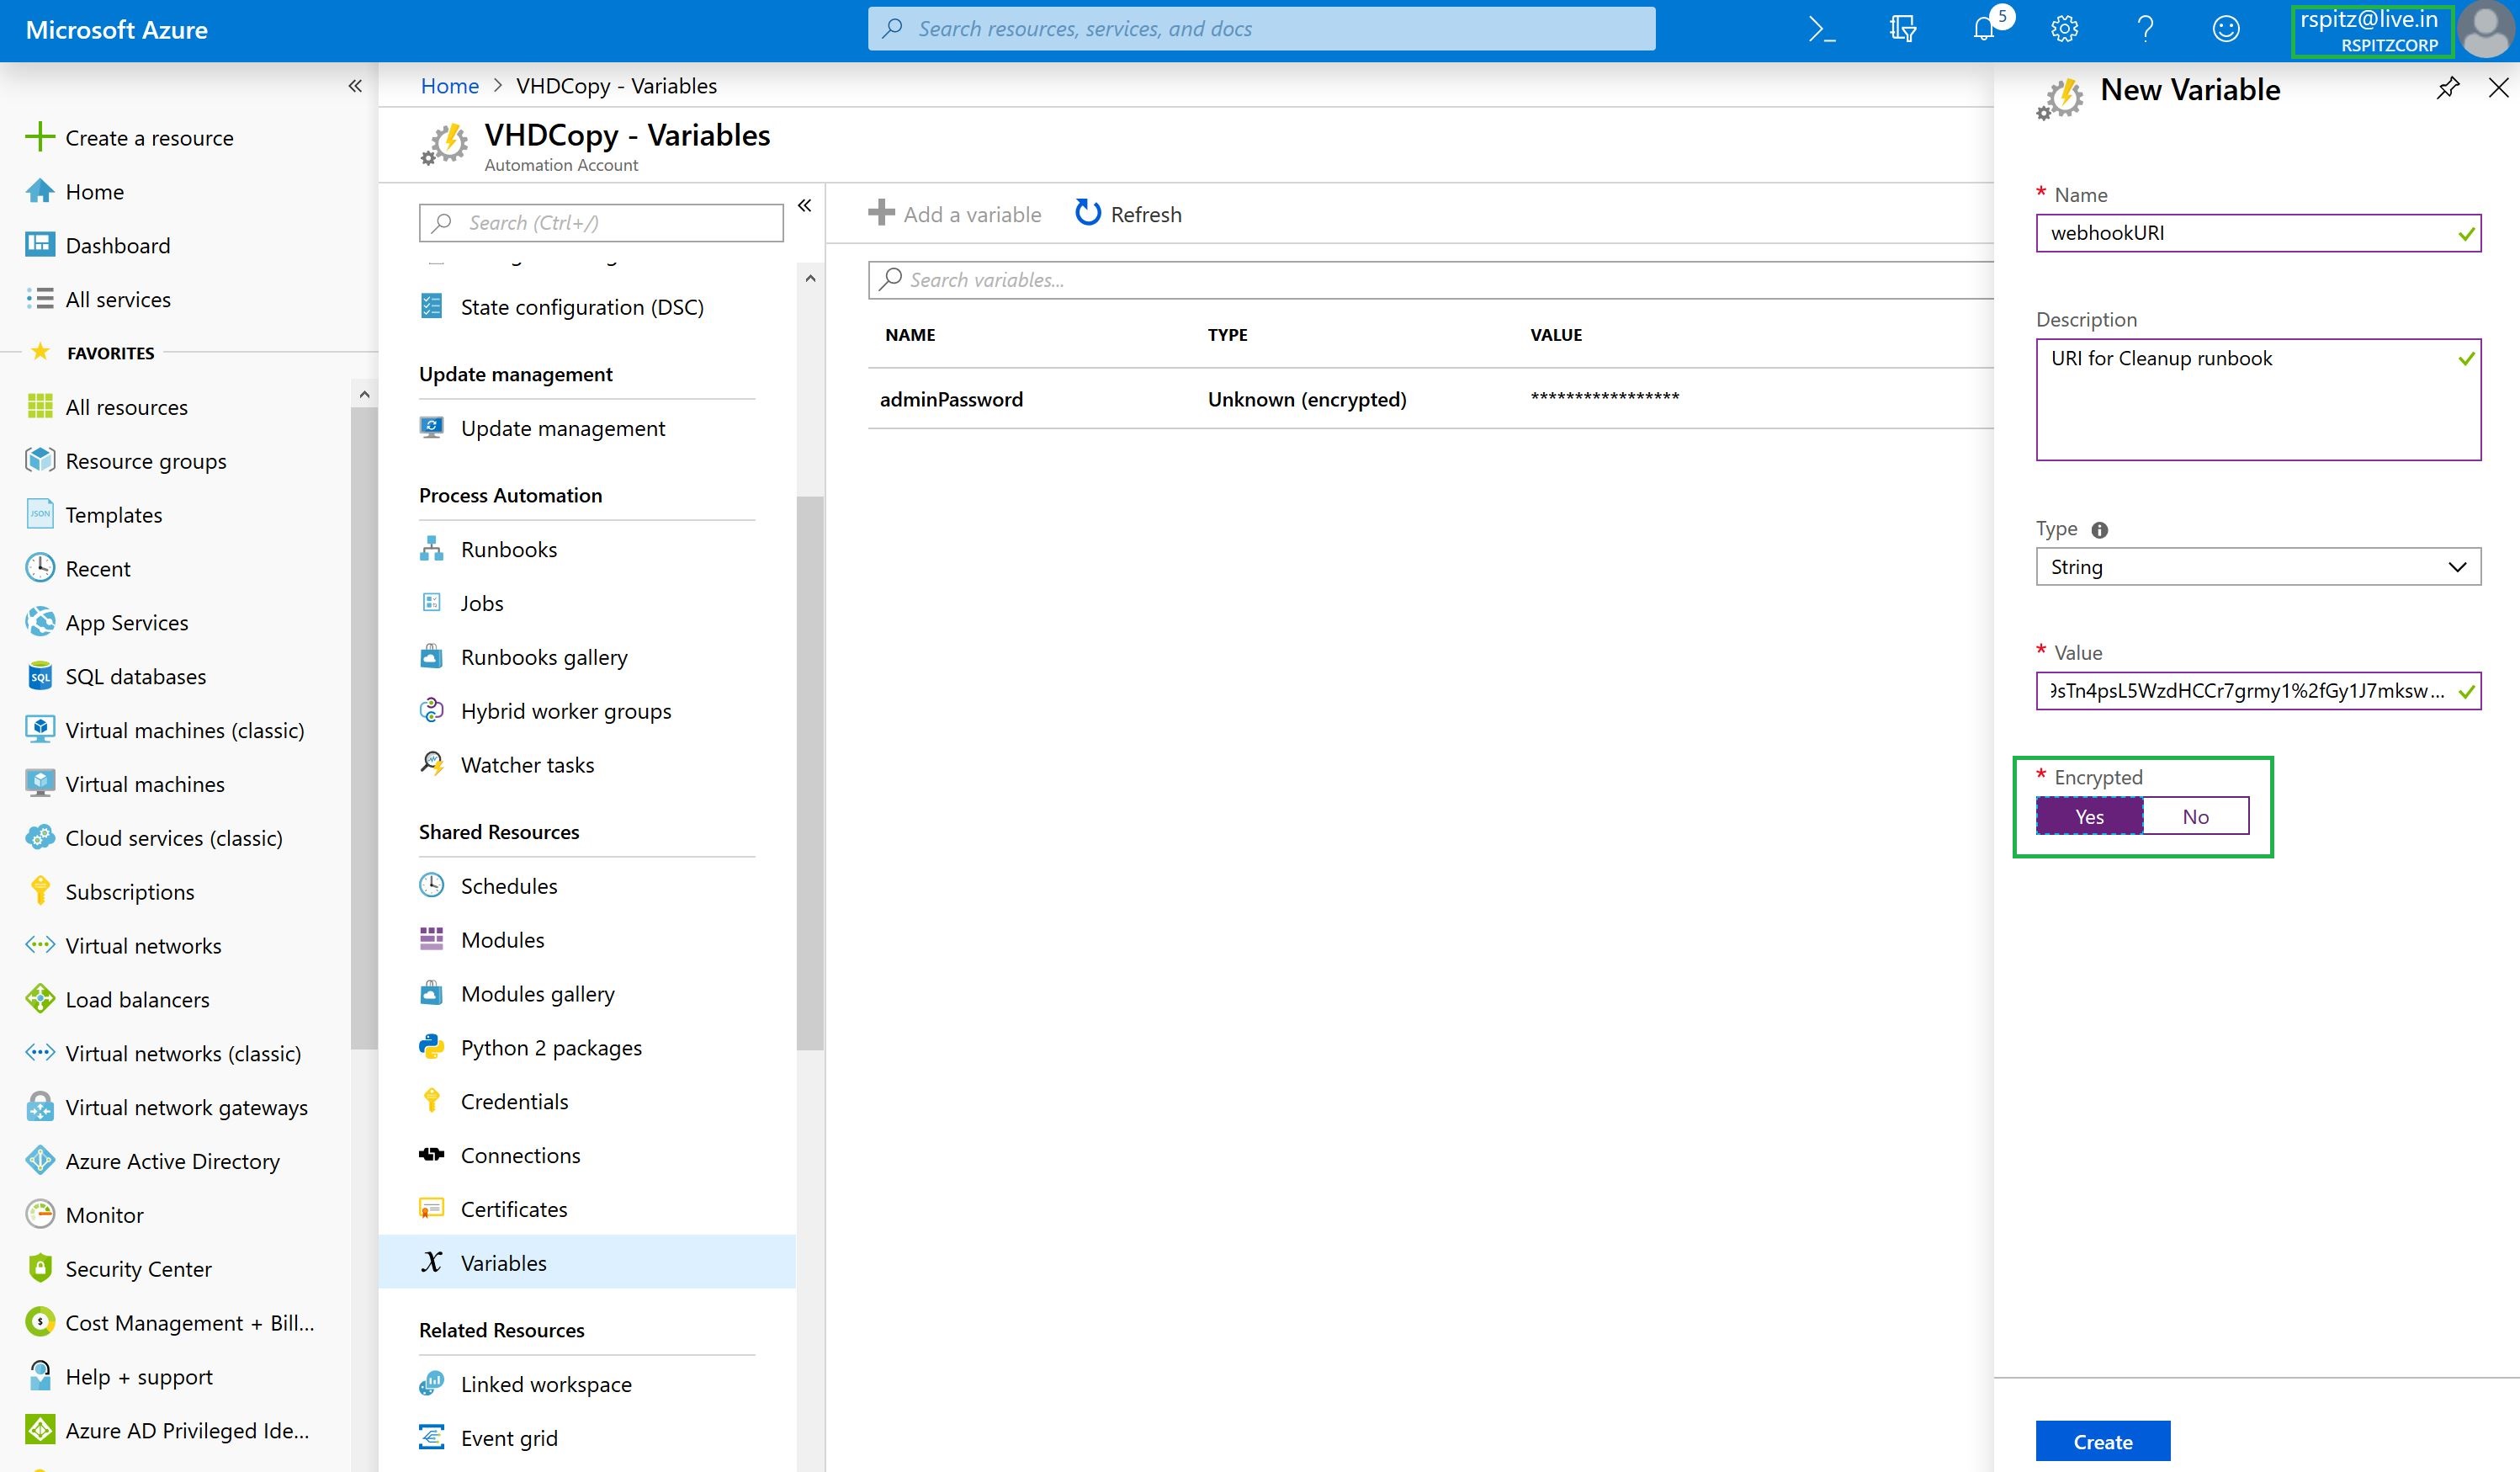 Microsoft Azure
Search resources, services, and docs
5
rspitz@live.in
RSPITZCORP
Create a resource
Home
Dashboard
All services
FAVORITES
All resources
Resource groups
JSON
Templates
Recent
App Services
SQL
SQL databases
Virtual machines (classic)
Virtual machines
Cloud services (classic)
Subscriptions
Virtual networks
Load balancers
Virtual networks (classic)
Virtual network gateways
Azure Active Directory
Monitor
Security Center
Cost Management + Bill...
Help + support
Azure AD Privileged Ide...
Home > VHDCopy - Variables
VHDCopy - Variables
Automation Account
Search (Ctrl+/)
State configuration (DSC)
Update management
Update management
Process Automation
Runbooks
Jobs
Runbooks gallery
Hybrid worker groups
Watcher tasks
Shared Resources
Schedules
Modules
Modules gallery
Python 2 packages
Credentials
Connections
Certificates
Variables
Related Resources
Linked workspace
Event grid
Add a variable Refresh
Search variables...
NAME TYPE VALUE
adminPassword Unknown (encrypted) *****************
New Variable
* Name
webhookURI
Description
URI for Cleanup runbook
Type
String
* Value
9sTn4psL5WzdHCCr7grmy1%2fGy1J7mksw...
* Encrypted
Yes No
Create